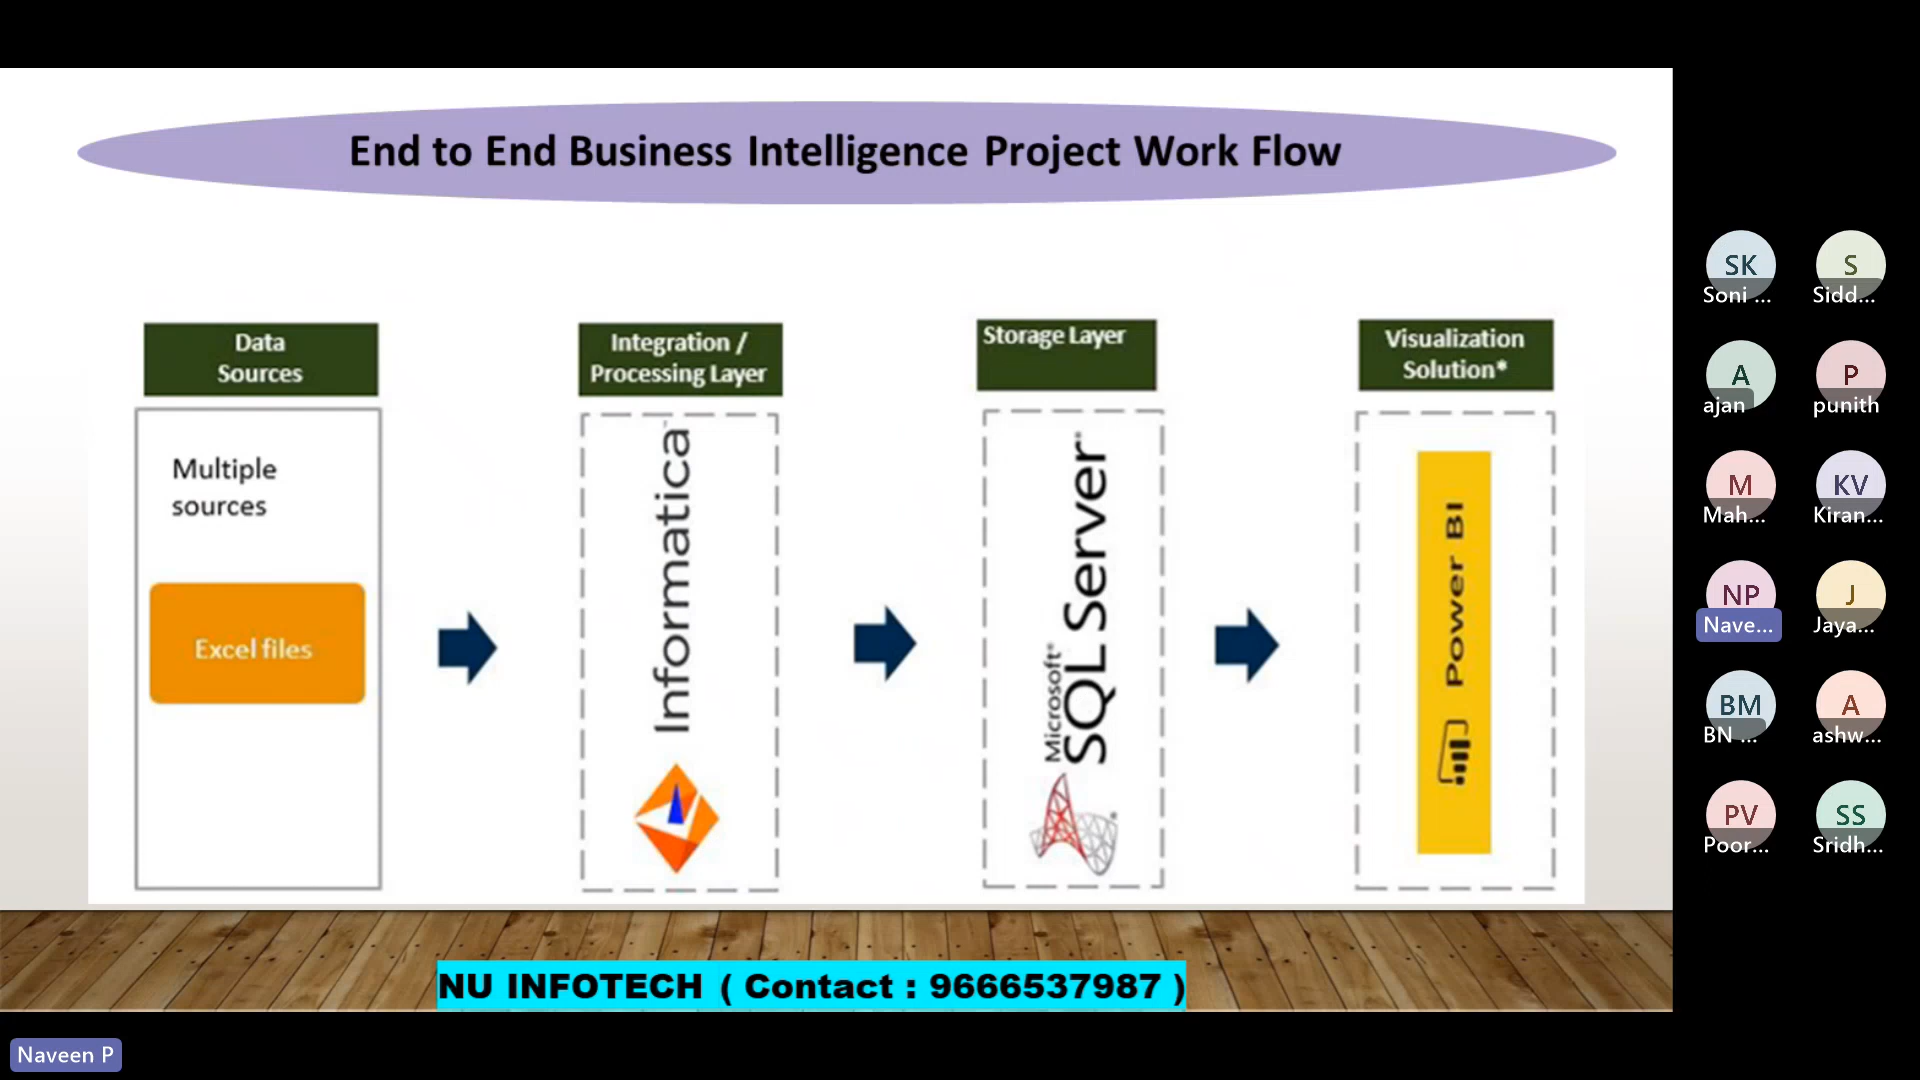 End to End Business Intelligence Project Work Flow
Data
Sources
Multiple
sources
Excel files
Integration /
Processing Layer
Informatica
Storage Layer
Microsoft®
SQL Server®
Visualization
Solution*
Power BI
NU INFOTECH ( Contact : 9666537987 )
SK
Soni ...
S
Sidd...
A
ajan
P
punith
M
Mah...
KV
Kiran...
NP
Nave...
J
Jaya...
BM
BN ...
A
ashw...
PV
Poor...
SS
Sridh...
Naveen P